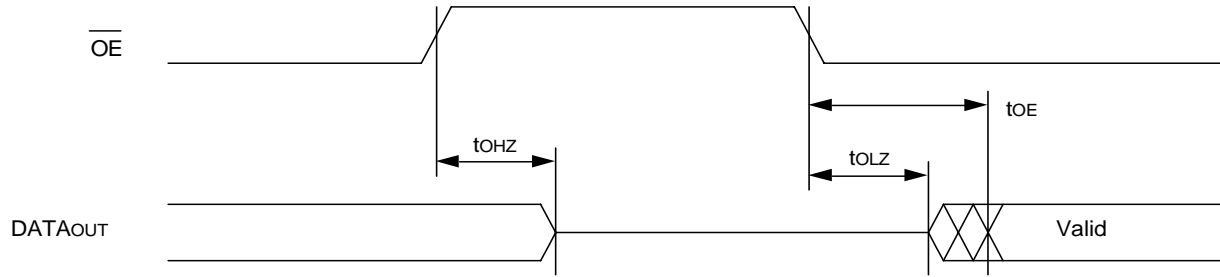 OE
tOE
tOHZ
tOLZ
DATAOUT
Valid